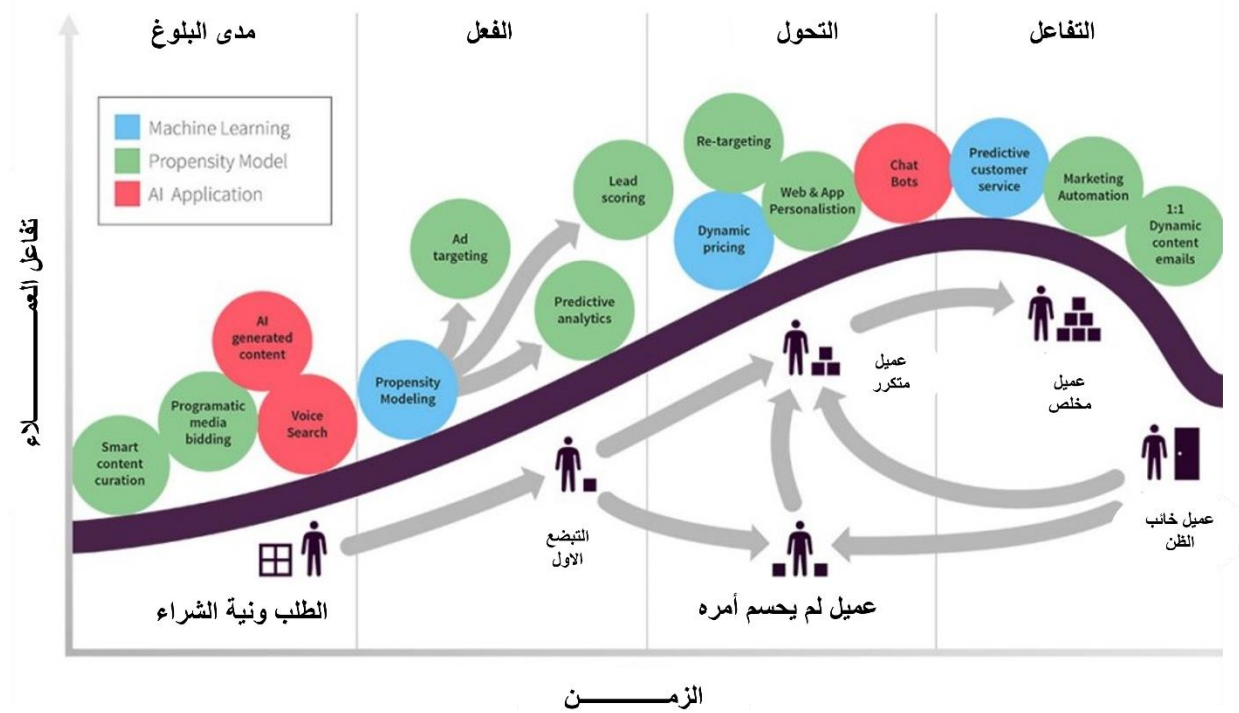 مدى البلوغ
الفعل
التحول
التفاعل
Machine Learning
Propensity Model
AI Application
تفاعل العمـــــــــلاء
Smart
content
curation
Programatic
media
bidding
AI
generated
content
Voice
Search
Propensity
Modeling
Ad
targeting
Lead
scoring
Predictive
analytics
Re-targeting
Dynamic
pricing
Web & App
Personalistion
Chat
Bots
Predictive
customer
service
Marketing
Automation
1:1
Dynamic
content
emails
الطلب ونية الشراء
التبضع
الاول
عميل لم يحسم أمره
عميل
متكرر
عميل
مخلص
عميل خائب
الظن
الزمـــــــــن